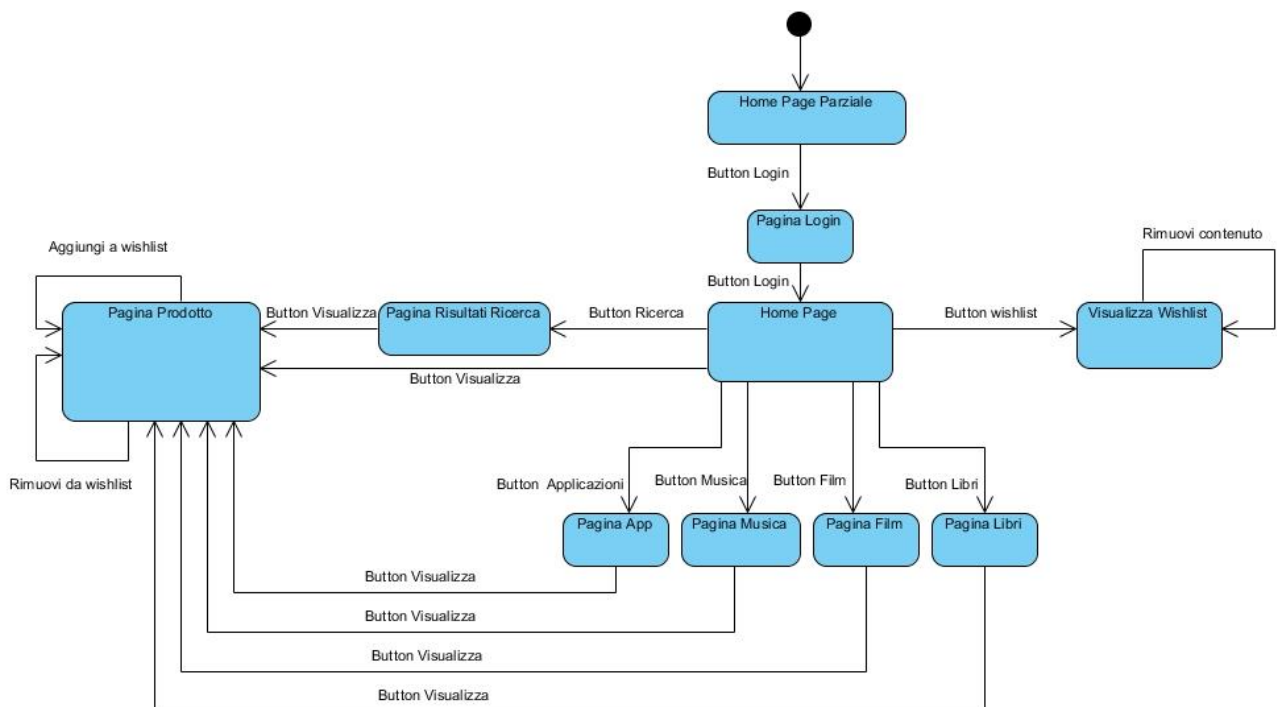 Home Page Parziale
Button Login
Pagina Login
Aggiungi a wishlist
Rimuovi contenuto
Button Login
Pagina Prodotto
Button Visualizza
Pagina Risultati Ricerca
Button Ricerca
Home Page
Button wishlist
Visualizza Wishlist
Button Visualizza
Rimuovi da wishlist
Button Applicazioni
Button Musica
Button Film
Button Libri
Pagina App
Pagina Musica
Pagina Film
Pagina Libri
Button Visualizza
Button Visualizza
Button Visualizza
Button Visualizza